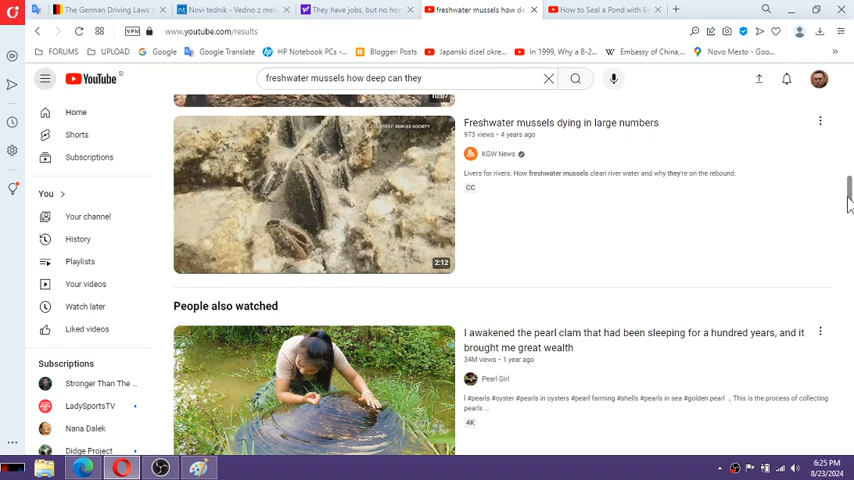 The German Driving Laws a
Novi tednik – Vedno z mer
They have jobs, but no ho
freshwater mussels how de
How to Seal a Pond with Be
VPN
www.youtube.com/results
FORUMS
UPLOAD
Google
Google Translate
HP Notebook PCs - ...
Blogger: Posts
Japanski dizel okre...
In 1999, Why a B-2...
Embassy of China,...
Novo Mesto - Goo...
YouTube SI
freshwater mussels how deep can they
Home
Shorts
Subscriptions
You
Your channel
History
Playlists
Your videos
Watch later
Liked videos
Subscriptions
Stronger Than The ...
LadySportsTV
Nana Dalek
Didge Project
10:07
COURTESY: XERCES SOCIETY
2:12
Freshwater mussels dying in large numbers
973 views • 4 years ago
KGW News
Livers for rivers. How freshwater mussels clean river water and why they're on the rebound.
CC
People also watched
I awakened the pearl clam that had been sleeping for a hundred years, and it
brought me great wealth
34M views • 1 year ago
Pearl Girl
I #pearls #oyster #pearls in oysters #pearl farming #shells #pearls in sea #golden pearl , This is the process of collecting
pearls ...
4K
6:25 PM
8/23/2024